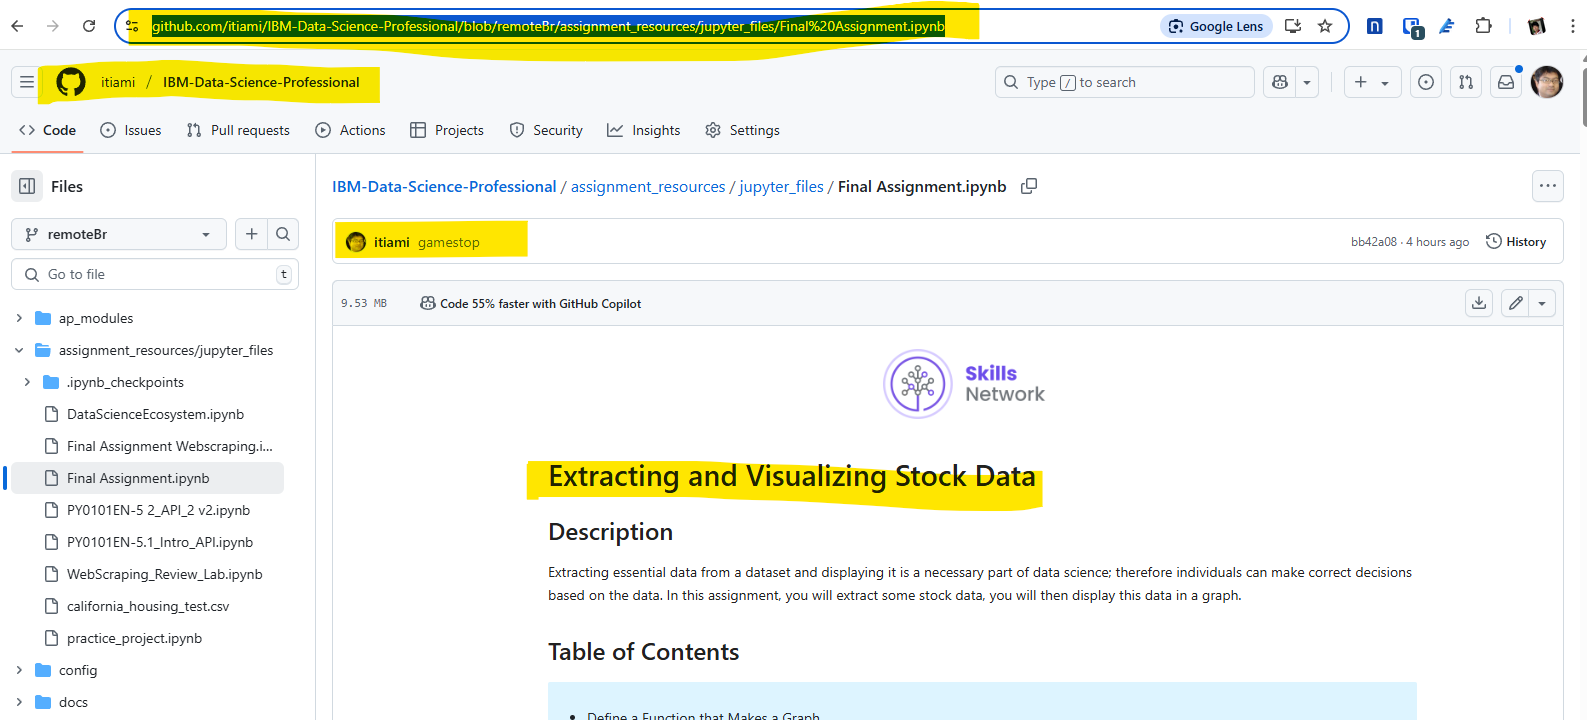 github.com/itiami/IBM-Data-Science-Professional/blob/remoteBr/assignment_resources/jupyter_files/Final%20Assignment.ipynb
Google Lens
1
itiami / IBM-Data-Science-Professional
Type / to search
Code
Issues
Pull requests
Actions
Projects
Security
Insights
Settings
Files
IBM-Data-Science-Professional / assignment_resources / jupyter_files / Final Assignment.ipynb
remoteBr
itiami gamestop
bb42a08 · 4 hours ago
History
Go to file
t
9.53 MB
Code 55% faster with GitHub Copilot
ap_modules
assignment_resources/jupyter_files
.ipynb_checkpoints
DataScienceEcosystem.ipynb
Final Assignment Webscraping.i...
Final Assignment.ipynb
PY0101EN-5 2_API_2 v2.ipynb
PY0101EN-5.1_Intro_API.ipynb
WebScraping_Review_Lab.ipynb
california_housing_test.csv
practice_project.ipynb
config
docs
Skills
Network
Extracting and Visualizing Stock Data
Description
Extracting essential data from a dataset and displaying it is a necessary part of data science; therefore individuals can make correct decisions
based on the data. In this assignment, you will extract some stock data, you will then display this data in a graph.
Table of Contents
Define a Function that Makes a Graph